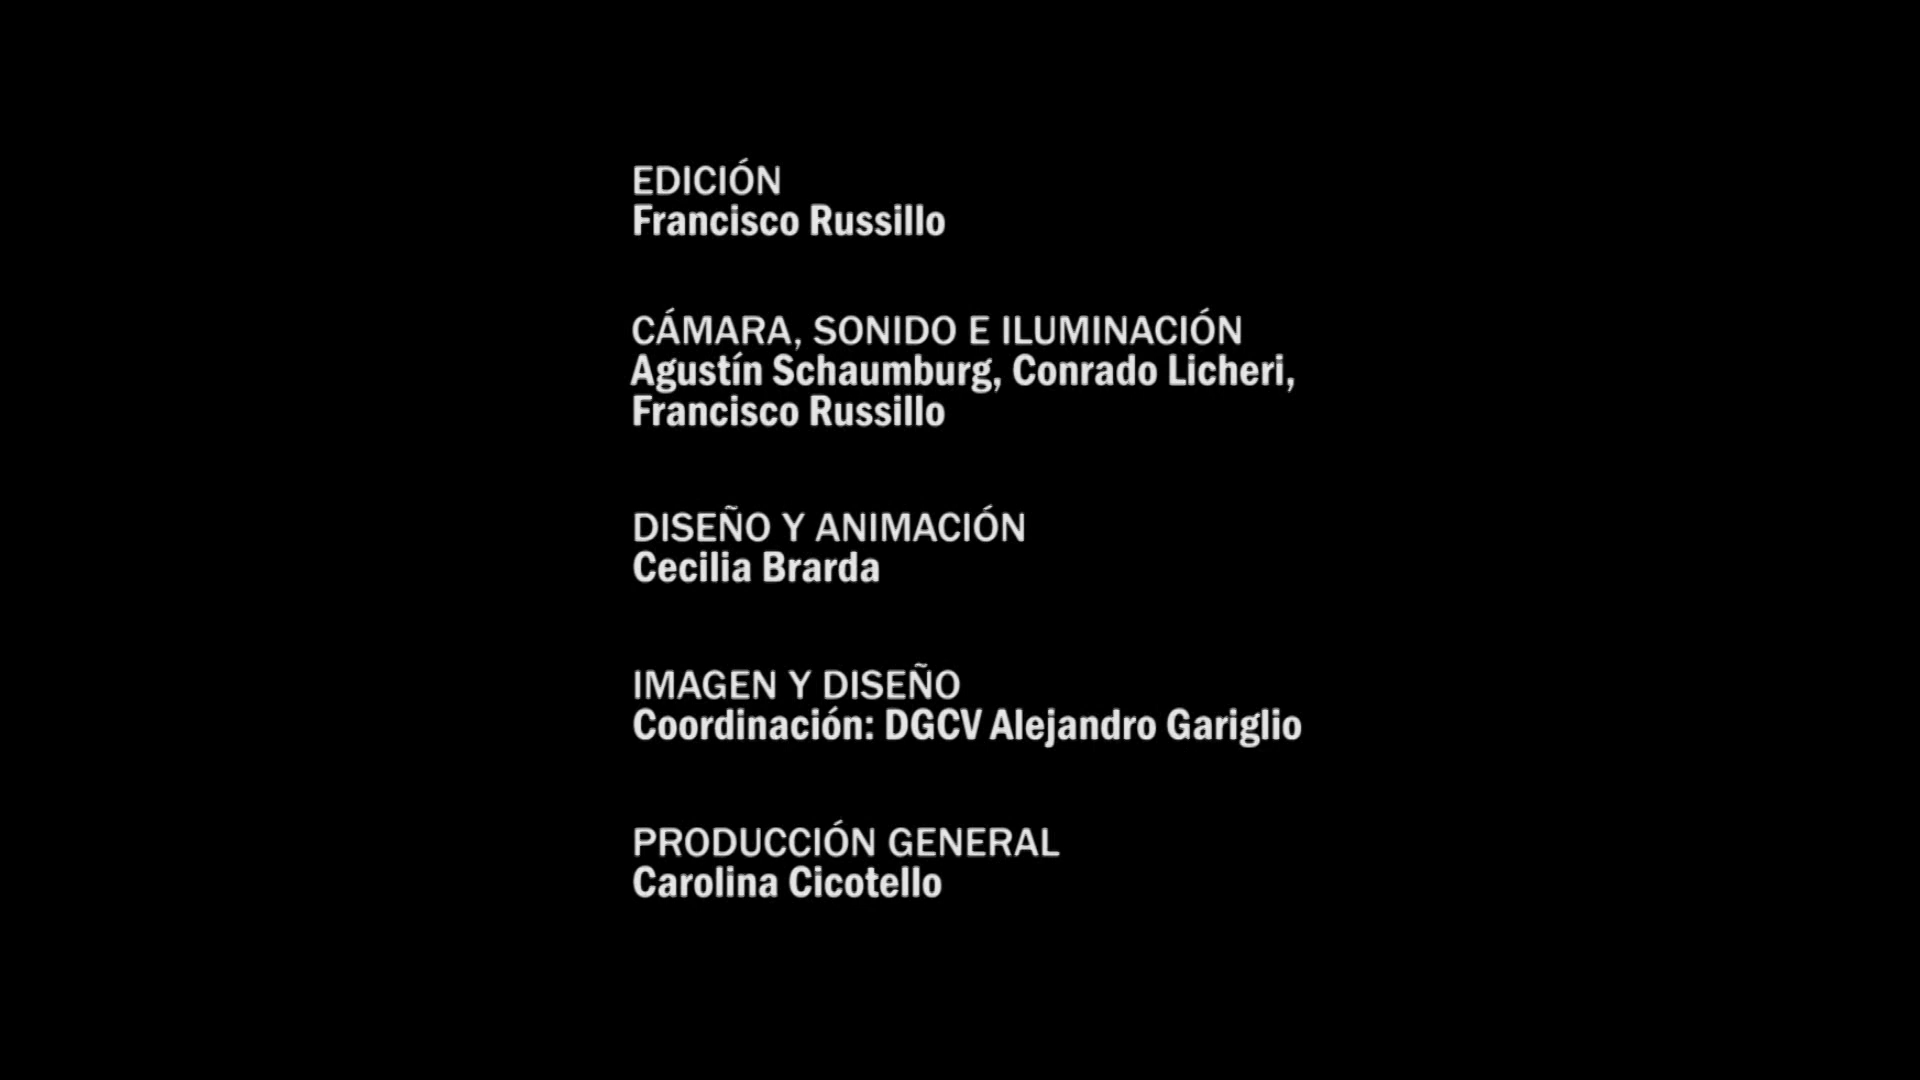 EDICIÓN
Francisco Russillo
CÁMARA, SONIDO E ILUMINACIÓN
Agustín Schaumburg, Conrado Licheri,
Francisco Russillo
DISEÑO Y ANIMACIÓN
Cecilia Brarda
IMAGEN Y DISEÑO
Coordinación: DGCV Alejandro Gariglio
PRODUCCIÓN GENERAL
Carolina Cicotello